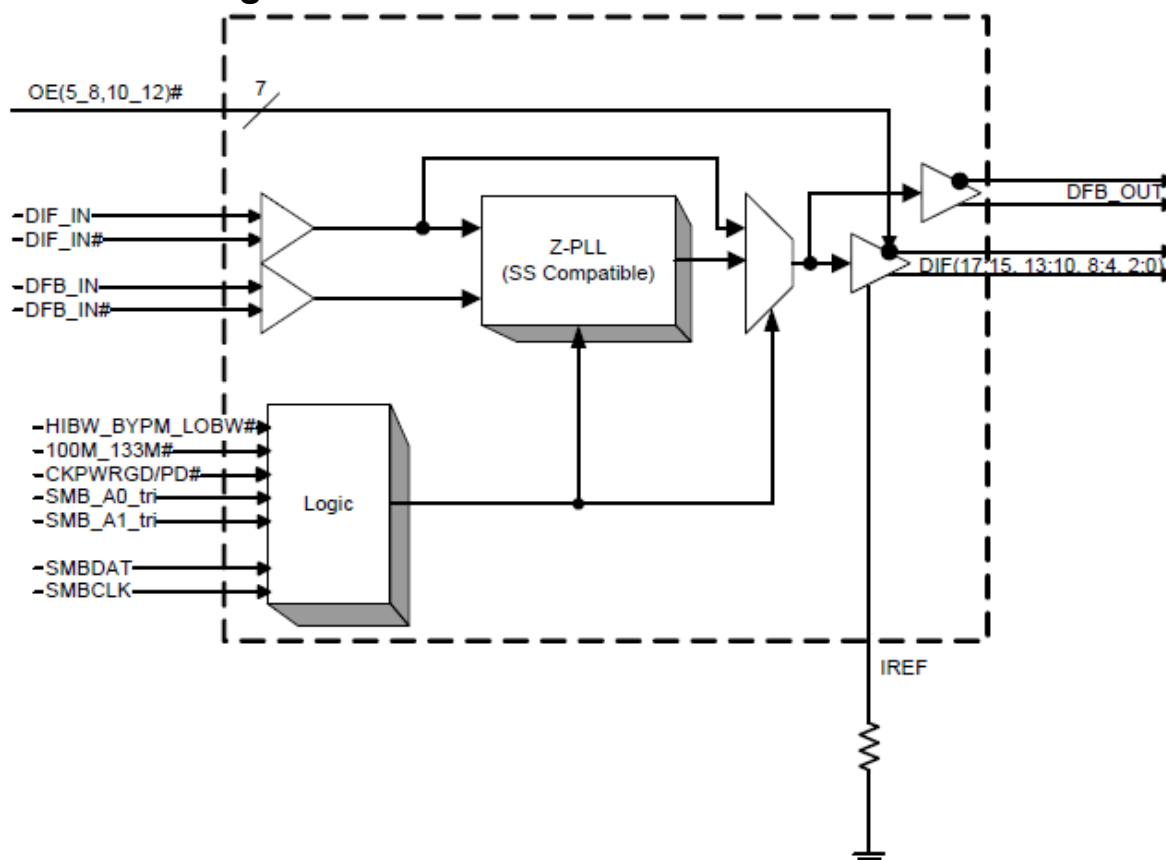 OE(5_8,10_12)#
7
DIF_IN
DIF_IN#
DFB_IN
DFB_IN#
Z-PLL
(SS Compatible)
DFB_OUT
DIF(17:15, 13:10, 8:4, 2:0)
HIBW_BYPM_LOBW#
100M_133M#
CKPWRGD/PD#
SMB_A0_tri
SMB_A1_tri
SMBDAT
SMBCLK
Logic
IREF